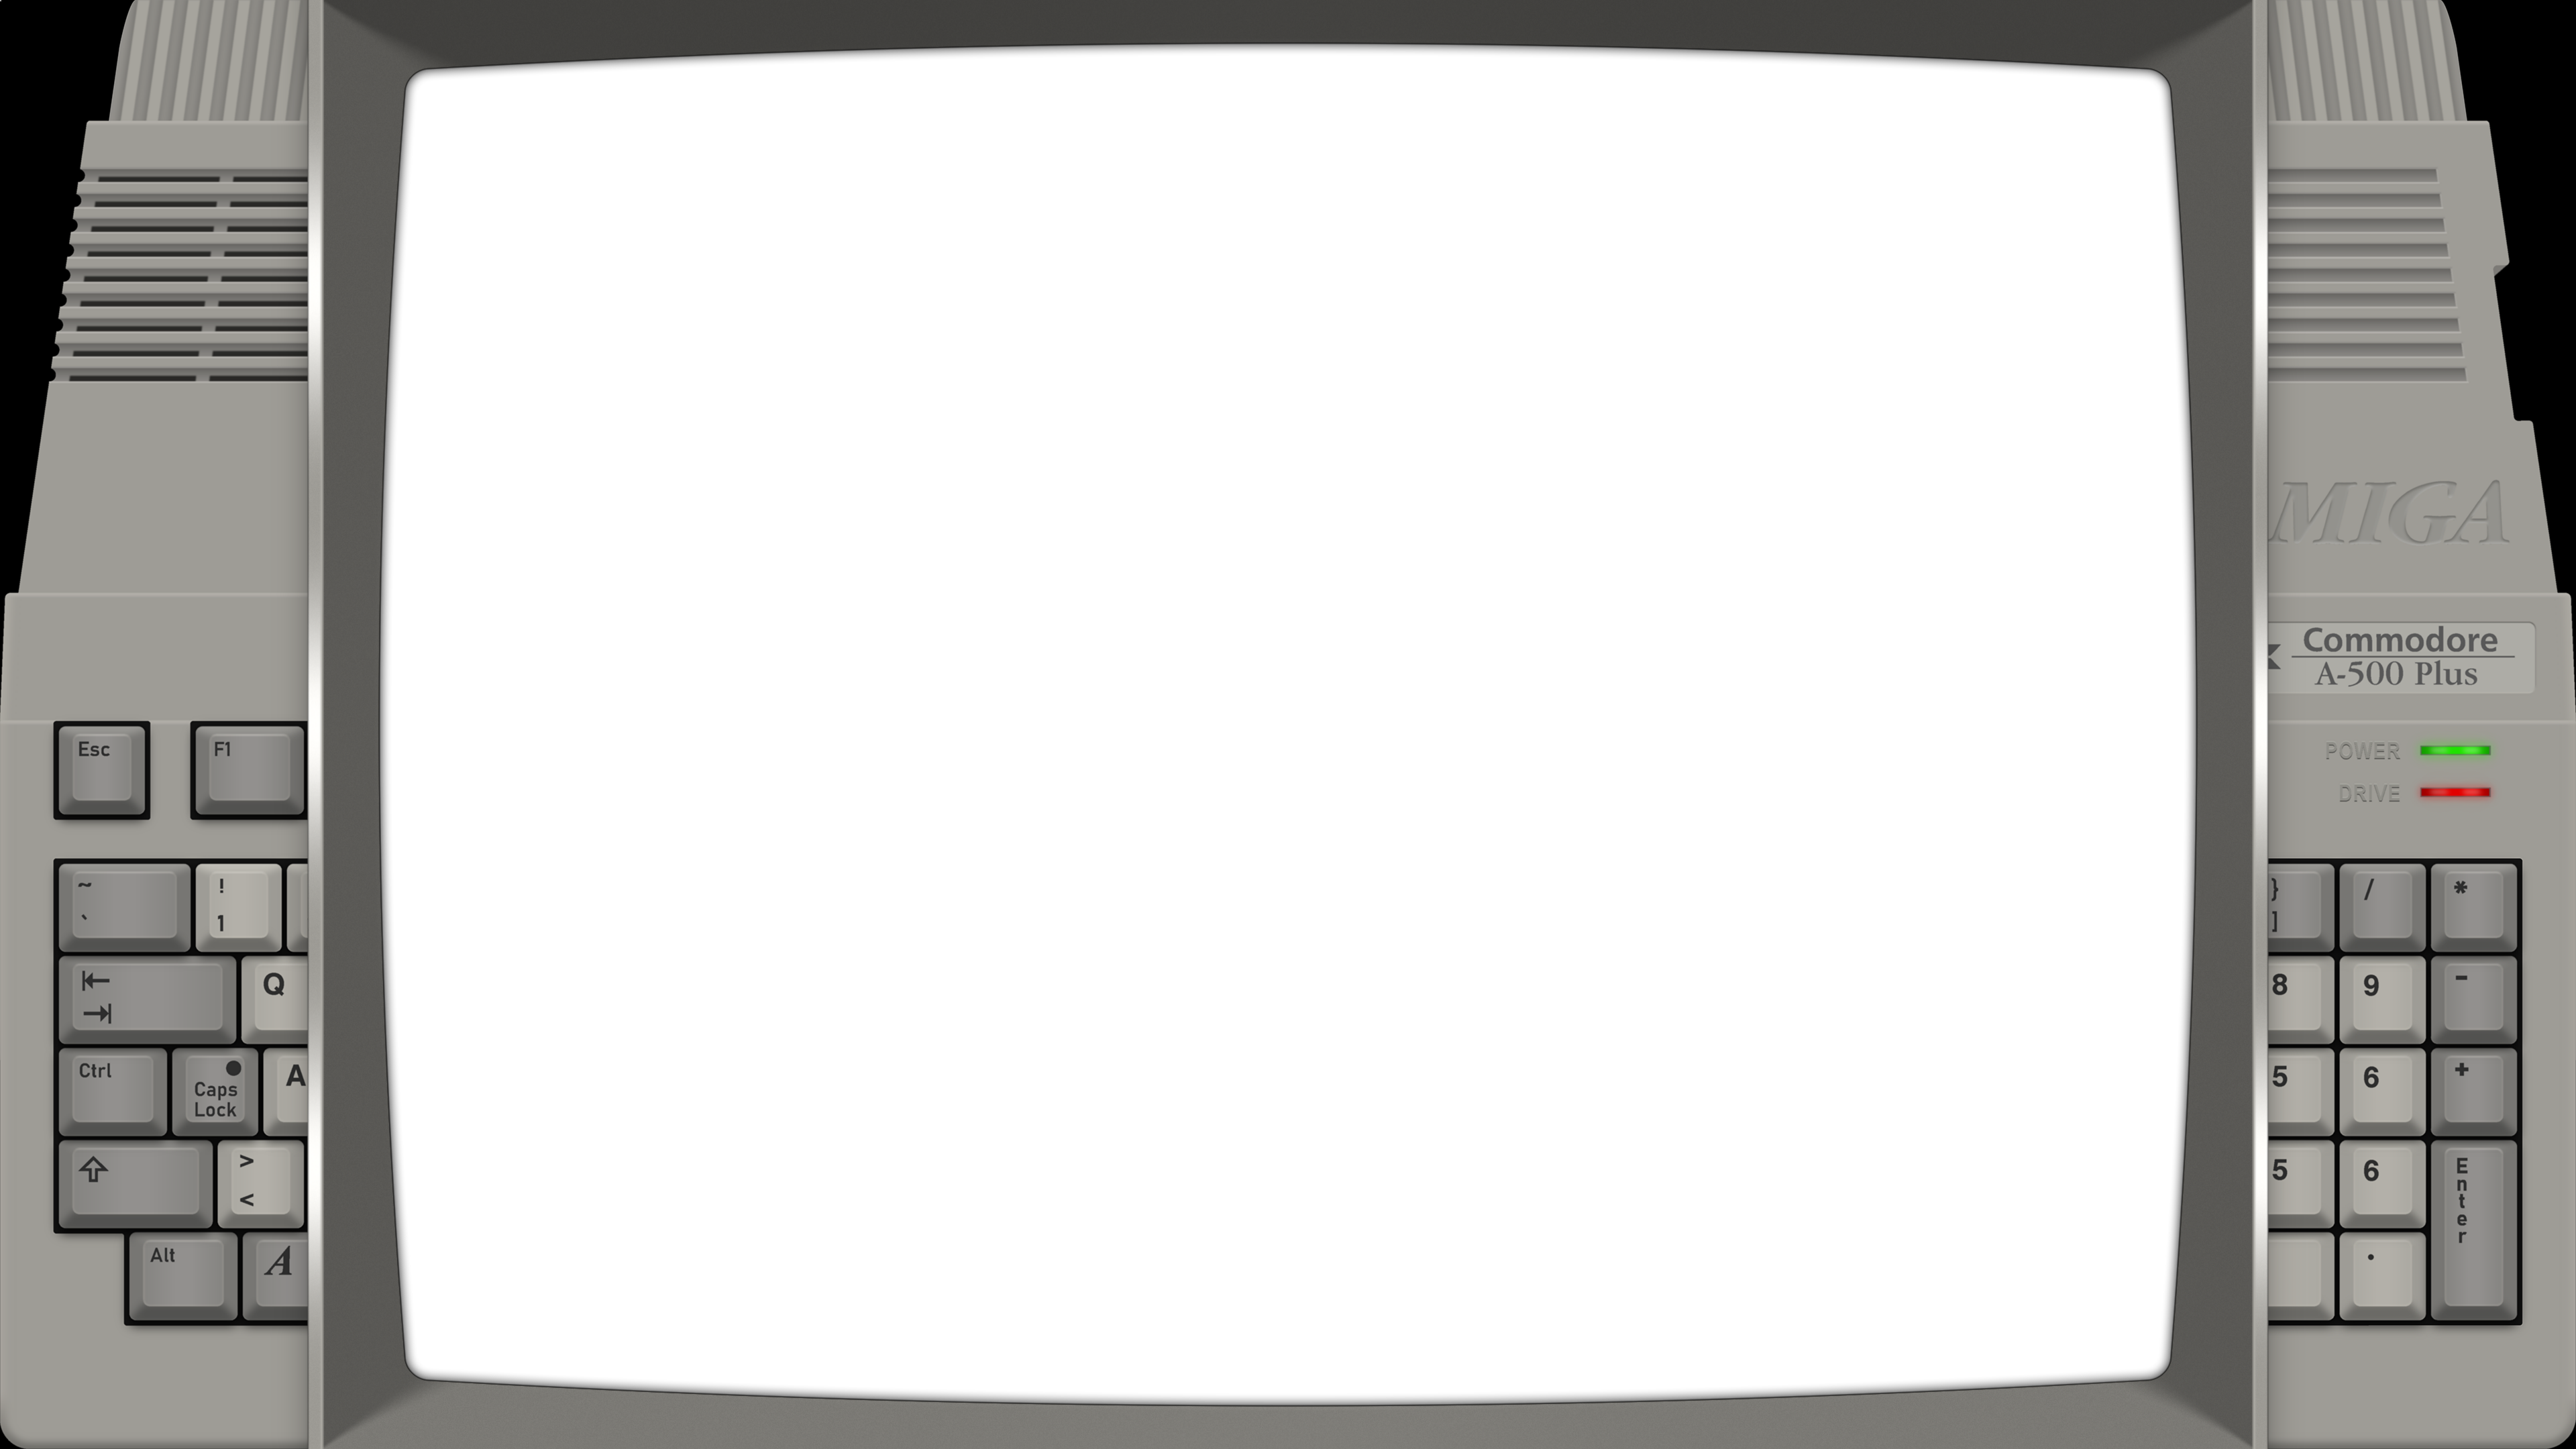 MIGA
Commodore
A-500 Plus
POWER
DRIVE
Esc
F1
~
`
!
1
Q
Ctrl
Caps
Lock
A
>
<
Alt
A
}
]
/
*
8
9
-
5
6
+
5
6
Enter
.